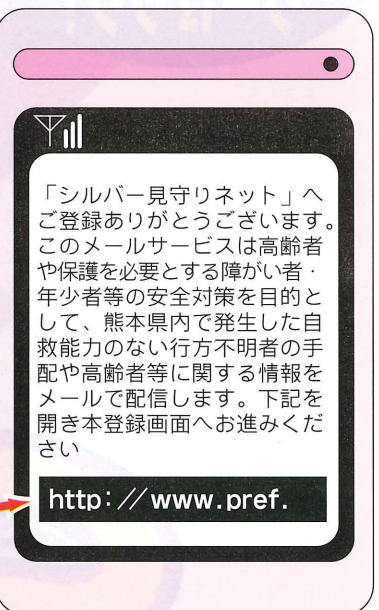 「シルバー見守りネット」へ
ご登録ありがとうございます。
このメールサービスは高齢者
や保護を必要とする障がい者・
年少者等の安全対策を目的と
して、熊本県内で発生した自
救能力のない行方不明者の手
配や高齢者等に関する情報を
メールで配信します。下記を
開き本登録画面へお進みくだ
さい
http://www.pref.